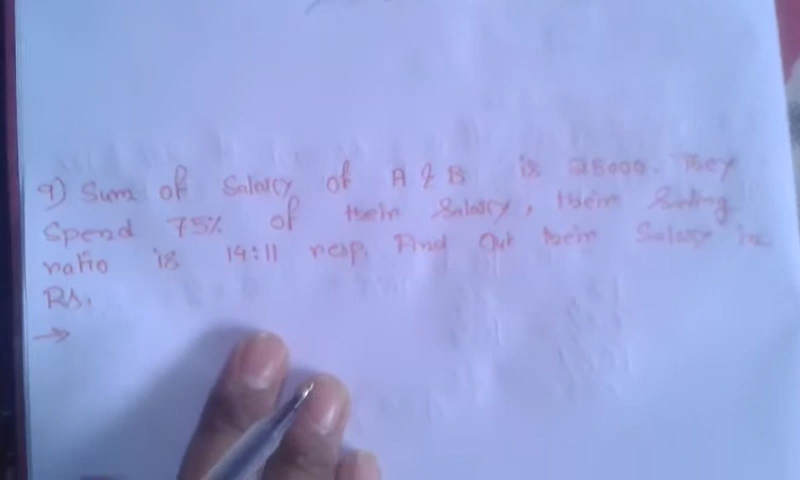 9) Sum of Salary of A & B is 25000. They
Spend 75% of their Salary, their Saving
ratio is 14:11 resp. Find Out their Salary in
Rs.
→